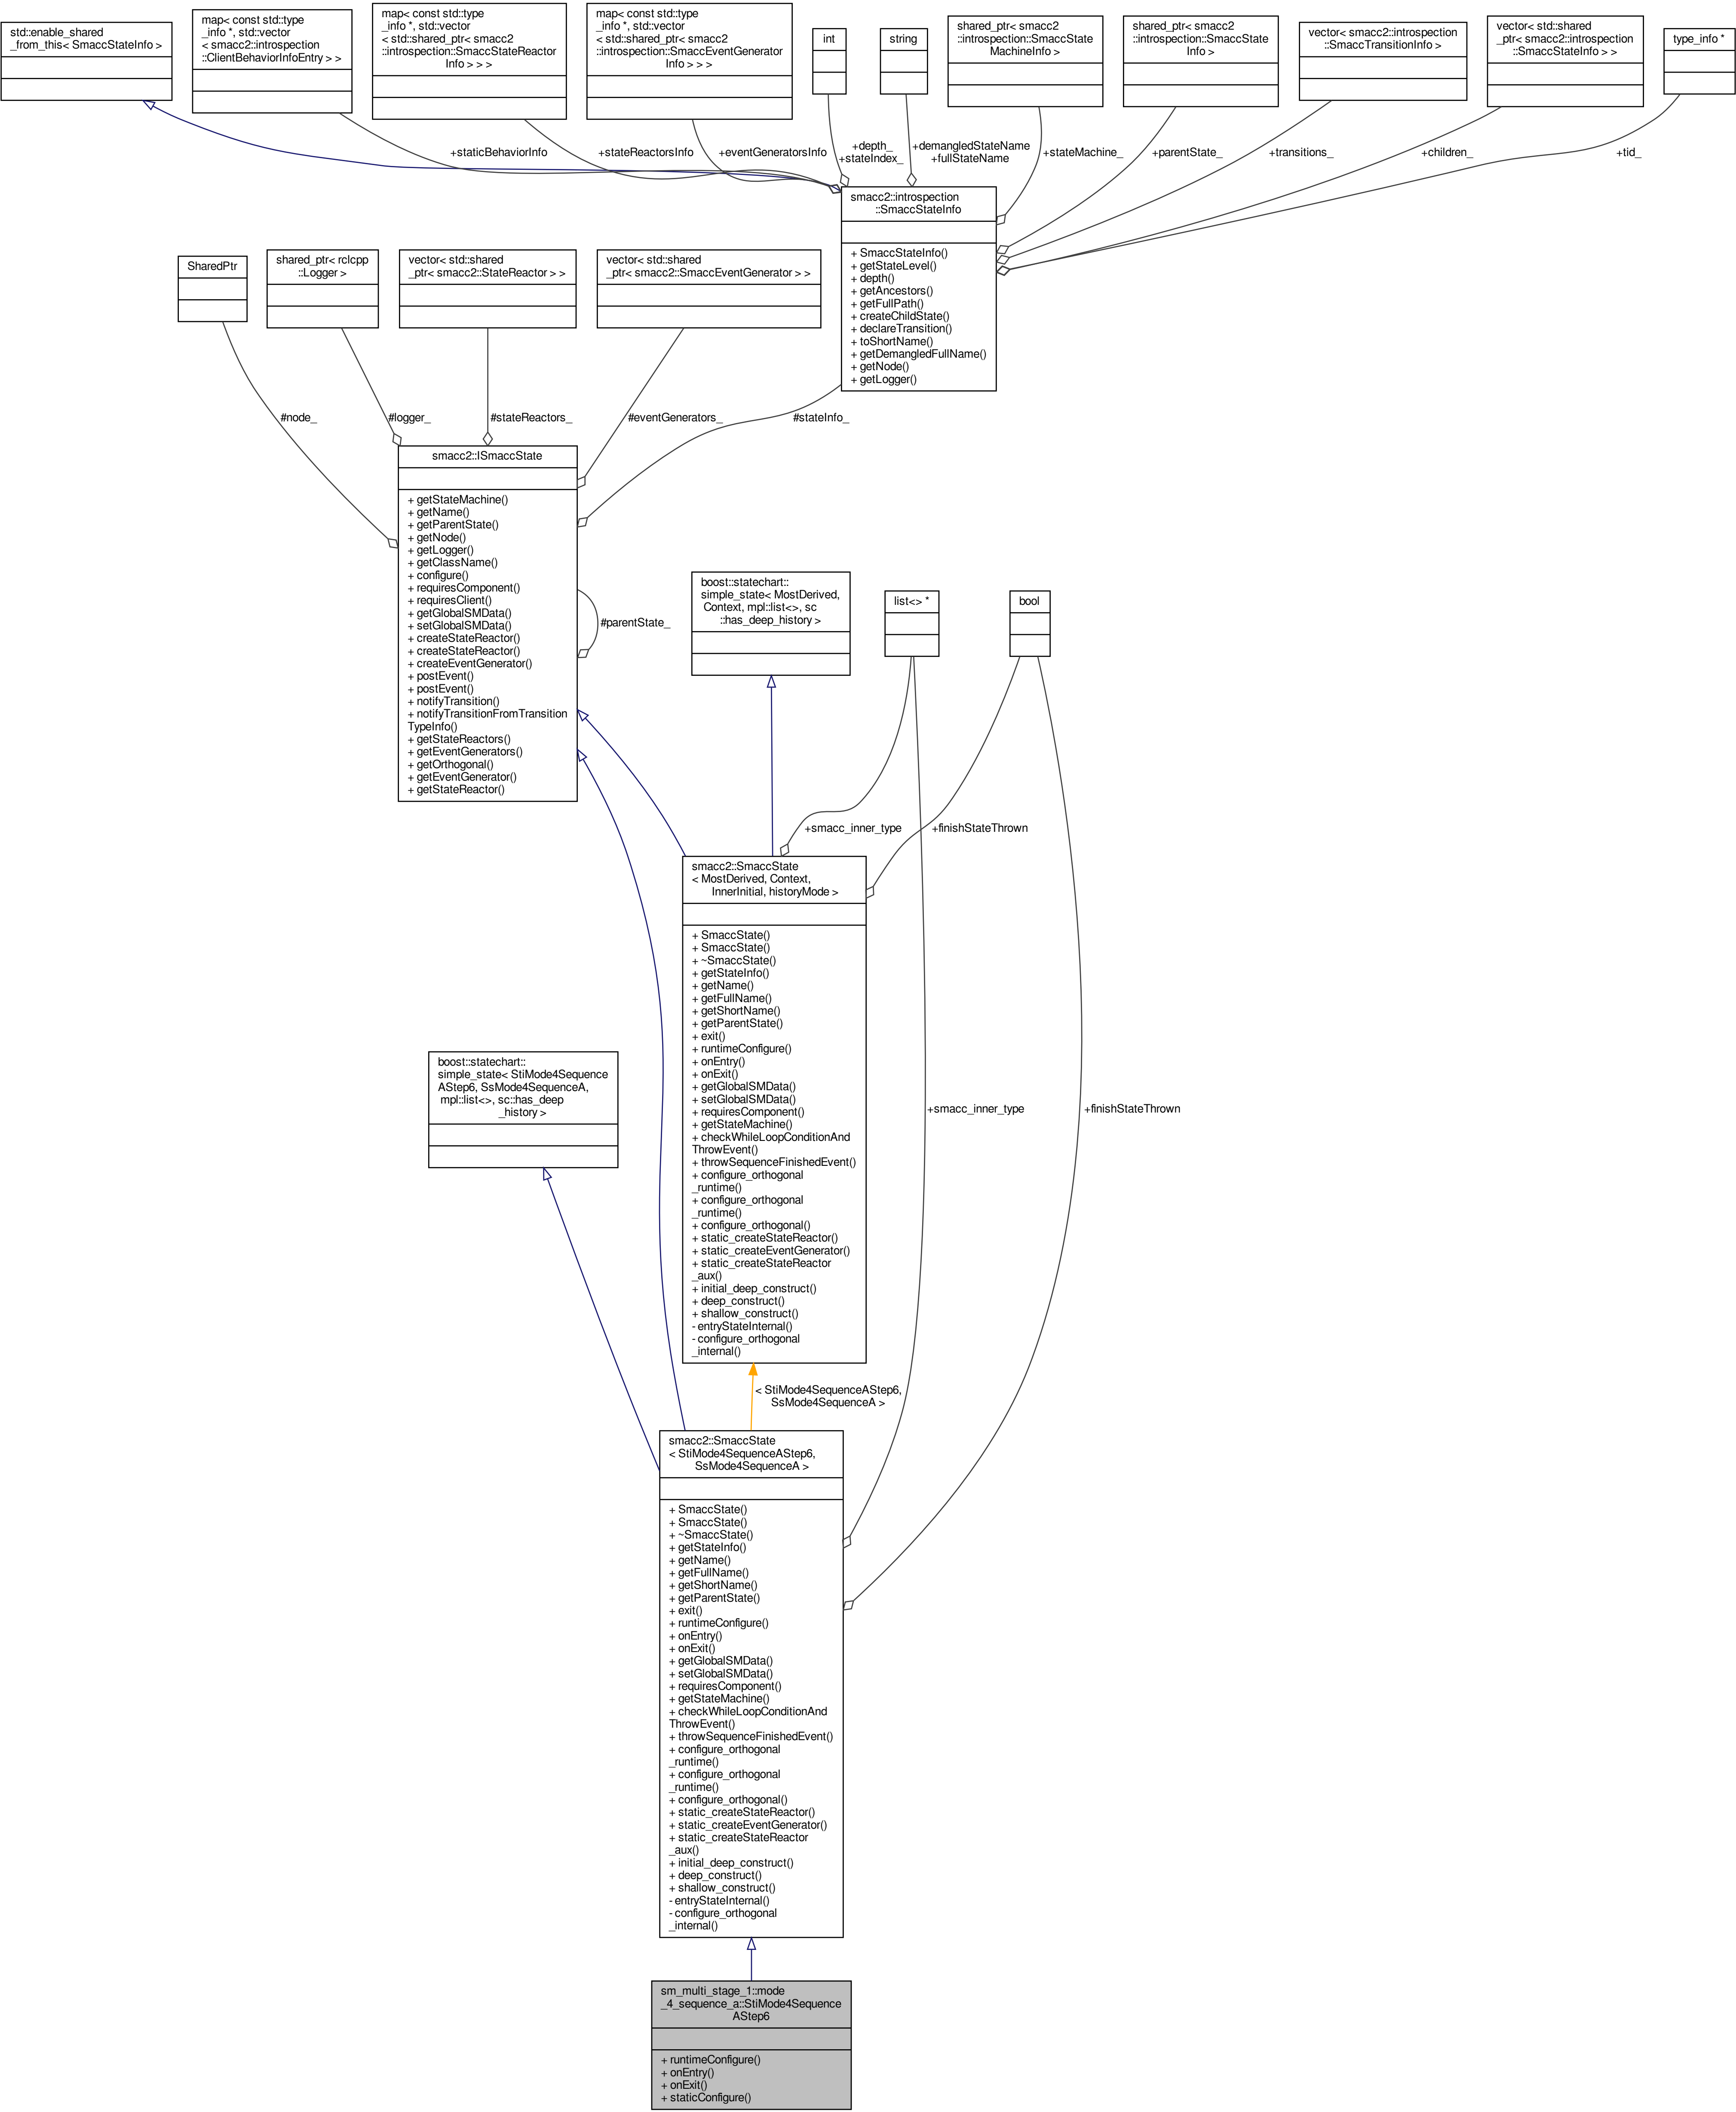 std::enable_shared
_from_this< SmaccStateInfo >
map< const std::type
_info *, std::vector
< smacc2::introspection
::ClientBehaviorInfoEntry > >
map< const std::type
_info *, std::vector
< std::shared_ptr< smacc2
::introspection::SmaccStateReactor
Info > > >
map< const std::type
_info *, std::vector
< std::shared_ptr< smacc2
::introspection::SmaccEventGenerator
Info > > >
int
string
shared_ptr< smacc2
::introspection::SmaccState
MachineInfo >
shared_ptr< smacc2
::introspection::SmaccState
Info >
vector< smacc2::introspection
::SmaccTransitionInfo >
vector< std::shared
_ptr< smacc2::introspection
::SmaccStateInfo > >
type_info *
+staticBehaviorInfo
+stateReactorsInfo
+eventGeneratorsInfo
+depth_
+stateIndex_
+demangledStateName
+fullStateName
+stateMachine_
+parentState_
+transitions_
+children_
+tid_
smacc2::introspection
::SmaccStateInfo
+ SmaccStateInfo()
+ getStateLevel()
+ depth()
+ getAncestors()
+ getFullPath()
+ createChildState()
+ declareTransition()
+ toShortName()
+ getDemangledFullName()
+ getNode()
+ getLogger()
SharedPtr
shared_ptr< rclcpp
::Logger >
vector< std::shared
_ptr< smacc2::StateReactor > >
vector< std::shared
_ptr< smacc2::SmaccEventGenerator > >
#node_
#logger_
#stateReactors_
#eventGenerators_
#stateInfo_
smacc2::ISmaccState
+ getStateMachine()
+ getName()
+ getParentState()
+ getNode()
+ getLogger()
+ getClassName()
+ configure()
+ requiresComponent()
+ requiresClient()
+ getGlobalSMData()
+ setGlobalSMData()
+ createStateReactor()
+ createStateReactor()
+ createEventGenerator()
+ postEvent()
+ postEvent()
+ notifyTransition()
+ notifyTransitionFromTransition
TypeInfo()
+ getStateReactors()
+ getEventGenerators()
+ getOrthogonal()
+ getEventGenerator()
+ getStateReactor()
#parentState_
boost::statechart::
simple_state< MostDerived,
Context, mpl::list<>, sc
::has_deep_history >
list<> *
bool
+smacc_inner_type
+finishStateThrown
smacc2::SmaccState
< MostDerived, Context,
InnerInitial, historyMode >
+ SmaccState()
+ SmaccState()
+ ~SmaccState()
+ getStateInfo()
+ getName()
+ getFullName()
+ getShortName()
+ getParentState()
+ exit()
+ runtimeConfigure()
+ onEntry()
+ onExit()
+ getGlobalSMData()
+ setGlobalSMData()
+ requiresComponent()
+ getStateMachine()
+ checkWhileLoopConditionAnd
ThrowEvent()
+ throwSequenceFinishedEvent()
+ configure_orthogonal
_runtime()
+ configure_orthogonal
_runtime()
+ configure_orthogonal()
+ static_createStateReactor()
+ static_createEventGenerator()
+ static_createStateReactor
_aux()
+ initial_deep_construct()
+ deep_construct()
+ shallow_construct()
- entryStateInternal()
- configure_orthogonal
_internal()
boost::statechart::
simple_state< StiMode4Sequence
AStep6, SsMode4SequenceA,
mpl::list<>, sc::has_deep
_history >
+smacc_inner_type
+finishStateThrown
< StiMode4SequenceAStep6,
SsMode4SequenceA >
smacc2::SmaccState
< StiMode4SequenceAStep6,
SsMode4SequenceA >
+ SmaccState()
+ SmaccState()
+ ~SmaccState()
+ getStateInfo()
+ getName()
+ getFullName()
+ getShortName()
+ getParentState()
+ exit()
+ runtimeConfigure()
+ onEntry()
+ onExit()
+ getGlobalSMData()
+ setGlobalSMData()
+ requiresComponent()
+ getStateMachine()
+ checkWhileLoopConditionAnd
ThrowEvent()
+ throwSequenceFinishedEvent()
+ configure_orthogonal
_runtime()
+ configure_orthogonal
_runtime()
+ configure_orthogonal()
+ static_createStateReactor()
+ static_createEventGenerator()
+ static_createStateReactor
_aux()
+ initial_deep_construct()
+ deep_construct()
+ shallow_construct()
- entryStateInternal()
- configure_orthogonal
_internal()
sm_multi_stage_1::mode
_4_sequence_a::StiMode4Sequence
AStep6
+ runtimeConfigure()
+ onEntry()
+ onExit()
+ staticConfigure()